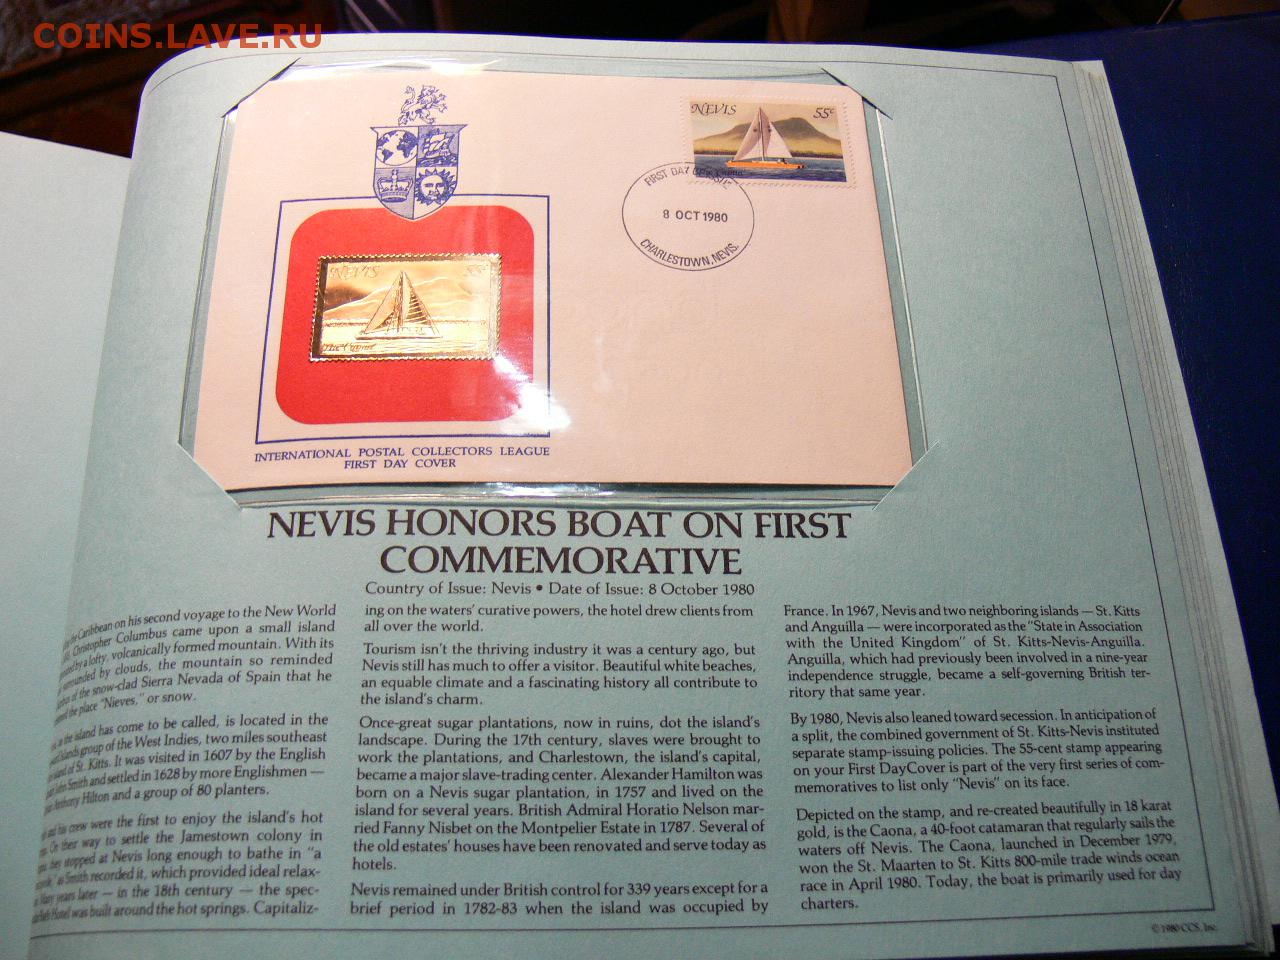 COINS.LAVE.RU
NEVIS 55c
FIRST DAY OF ISSUE
8 OCT 1980
CHARLESTOWN, NEVIS.
NEVIS 55c
The Caona
INTERNATIONAL POSTAL COLLECTORS LEAGUE
FIRST DAY COVER
NEVIS HONORS BOAT ON FIRST
COMMEMORATIVE
Country of Issue: Nevis • Date of Issue: 8 October 1980
the Caribbean on his second voyage to the New World
Christopher Columbus came upon a small island
by a lofty, volcanically formed mountain. With its
surrounded by clouds, the mountain so reminded
of the snow-clad Sierra Nevada of Spain that he
the place "Nieves," or snow.
as the island has come to be called, is located in the
Islands group of the West Indies, two miles southeast
island of St. Kitts. It was visited in 1607 by the English
John Smith and settled in 1628 by more Englishmen —
Anthony Hilton and a group of 80 planters.
and his crew were the first to enjoy the island's hot
On their way to settle the Jamestown colony in
they stopped at Nevis long enough to bathe in "a
as Smith recorded it, which provided ideal relax-
Many years later — in the 18th century — the spec-
Bath Hotel was built around the hot springs. Capitaliz-
ing on the waters' curative powers, the hotel drew clients from
all over the world.
Tourism isn't the thriving industry it was a century ago, but
Nevis still has much to offer a visitor. Beautiful white beaches,
an equable climate and a fascinating history all contribute to
the island's charm.
Once-great sugar plantations, now in ruins, dot the island's
landscape. During the 17th century, slaves were brought to
work the plantations, and Charlestown, the island's capital,
became a major slave-trading center. Alexander Hamilton was
born on a Nevis sugar plantation, in 1757 and lived on the
island for several years. British Admiral Horatio Nelson mar-
ried Fanny Nisbet on the Montpelier Estate in 1787. Several of
the old estates' houses have been renovated and serve today as
hotels.
Nevis remained under British control for 339 years except for a
brief period in 1782-83 when the island was occupied by
France. In 1967, Nevis and two neighboring islands — St. Kitts
and Anguilla — were incorporated as the "State in Association
with the United Kingdom" of St. Kitts-Nevis-Anguilla.
Anguilla, which had previously been involved in a nine-year
independence struggle, became a self-governing British ter-
ritory that same year.
By 1980, Nevis also leaned toward secession. In anticipation of
a split, the combined government of St. Kitts-Nevis instituted
separate stamp-issuing policies. The 55-cent stamp appearing
on your First DayCover is part of the very first series of com-
memoratives to list only "Nevis" on its face.
Depicted on the stamp, and re-created beautifully in 18 karat
gold, is the Caona, a 40-foot catamaran that regularly sails the
waters off Nevis. The Caona, launched in December 1979,
won the St. Maarten to St. Kitts 800-mile trade winds ocean
race in April 1980. Today, the boat is primarily used for day
charters.
© 1980 CCS, Inc.